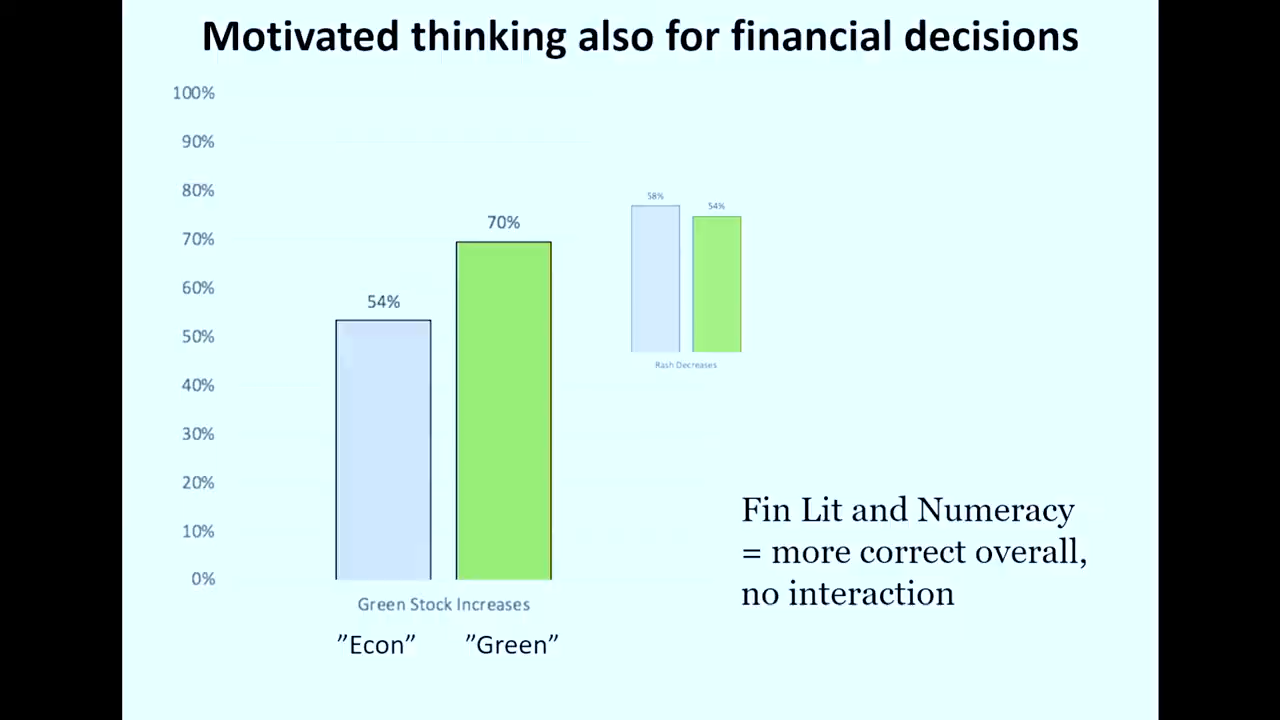 Motivated thinking also for financial decisions
100%
90%
80%
70%
60%
50%
40%
30%
20%
10%
0%
54%
70%
Green Stock Increases
”Econ”
”Green”
58%
54%
Rash Decreases
Fin Lit and Numeracy
= more correct overall,
no interaction